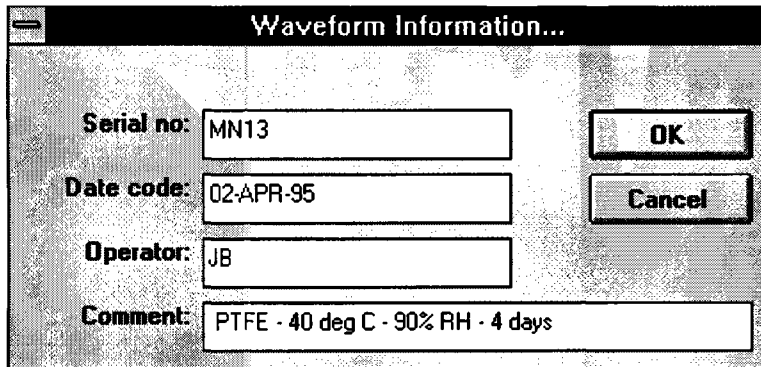 Waveform Information...
Serial no: MN13
OK
Date code: 02-APR-95
Cancel
Operator: JB
Comment: PTFE - 40 deg C - 90% RH - 4 days